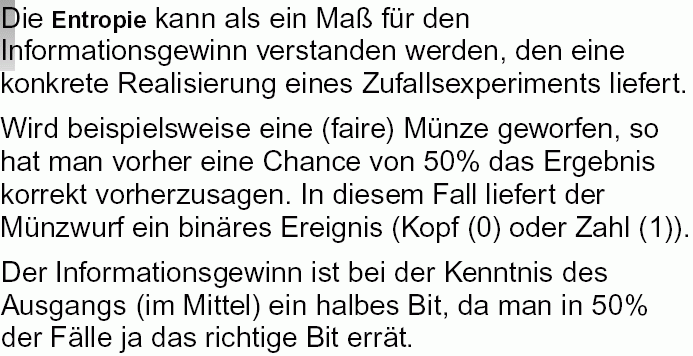 Die Entropie kann als ein Maß für den
Informationsgewinn verstanden werden, den eine
konkrete Realisierung eines Zufallsexperiments liefert.
Wird beispielsweise eine (faire) Münze geworfen, so
hat man vorher eine Chance von 50% das Ergebnis
korrekt vorherzusagen. In diesem Fall liefert der
Münzwurf ein binäres Ereignis (Kopf (0) oder Zahl (1)).
Der Informationsgewinn ist bei der Kenntnis des
Ausgangs (im Mittel) ein halbes Bit, da man in 50%
der Fälle ja das richtige Bit errät.